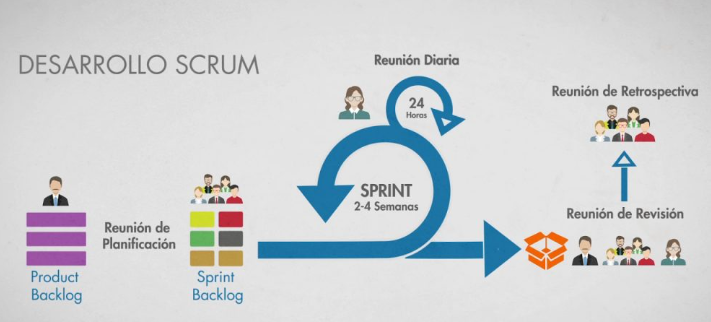 DESARROLLO SCRUM
Reunión Diaria
24
Horas
SPRINT
2-4 Semanas
Reunión de Retrospectiva
Reunión de Revisión
Reunión de
Planificación
Product
Backlog
Sprint
Backlog